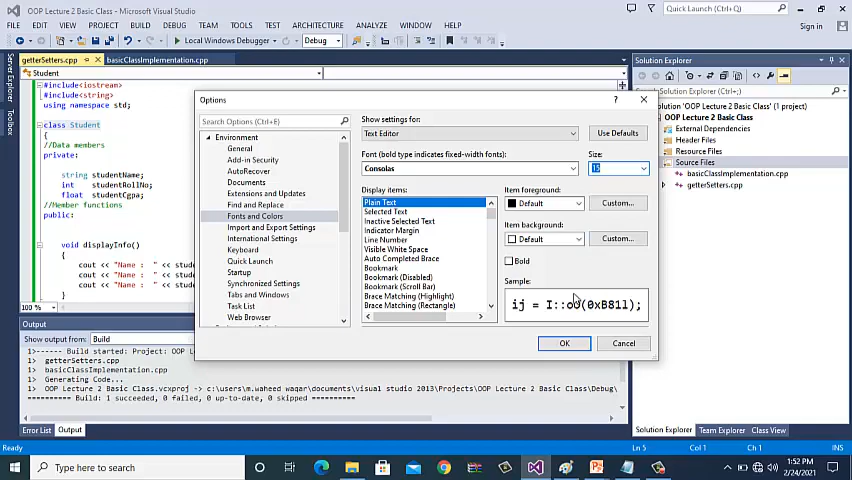 OOP Lecture 2 Basic Class - Microsoft Visual Studio
Quick Launch (Ctrl+Q)
FILE EDIT VIEW PROJECT BUILD DEBUG TEAM TOOLS TEST ARCHITECTURE ANALYZE WINDOW HELP
Sign in
Local Windows Debugger
Debug
getterSetters.cpp
basicClassImplementation.cpp
Student
Server Explorer
Toolbox
#include<iostream>
#include<string>
using namespace std;
class Student
{
//Data members
private:
string studentName;
int studentRollNo;
float studentCgpa;
//Member functions
public:
void displayInfo()
{
cout << "Name : "
cout << "Name : "
cout << "Name : "
}
Options
?
Search Options (Ctrl+E)
Environment
General
Add-in Security
AutoRecover
Documents
Extensions and Updates
Find and Replace
Fonts and Colors
Import and Export Settings
International Settings
Keyboard
Quick Launch
Startup
Synchronized Settings
Tabs and Windows
Task List
Web Browser
Show settings for:
Text Editor
Use Defaults
Font (bold type indicates fixed-width fonts):
Size:
Consolas
15
Display items:
Plain Text
Selected Text
Inactive Selected Text
Indicator Margin
Line Number
Visible White Space
Auto Completed Brace
Bookmark
Bookmark (Disabled)
Bookmark (Scroll Bar)
Brace Matching (Highlight)
Brace Matching (Rectangle)
Item foreground:
Default
Custom...
Item background:
Default
Custom...
Bold
Sample:
ij = I::oO(0xB81l);
OK
Cancel
Solution Explorer
Solution 'OOP Lecture 2 Basic Class' (1 project)
OOP Lecture 2 Basic Class
External Dependencies
Header Files
Resource Files
Source Files
basicClassImplementation.cpp
getterSetters.cpp
Output
Show output from: Build
1>------ Build started: Project: OOP
1> getterSetters.cpp
1> basicClassImplementation.cpp
1> Generating Code...
1> OOP Lecture 2 Basic Class.vcxproj -> c:\users\m.waheed waqar\documents\visual studio 2013\Projects\OOP Lecture 2 Basic Class\Debug\
========== Build: 1 succeeded, 0 failed, 0 up-to-date, 0 skipped ==========
Error List Output
Solution Explorer Team Explorer Class View
Ready
Ln 5
Col 1
Ch 1
INS
Type here to search
1:52 PM
2/24/2021